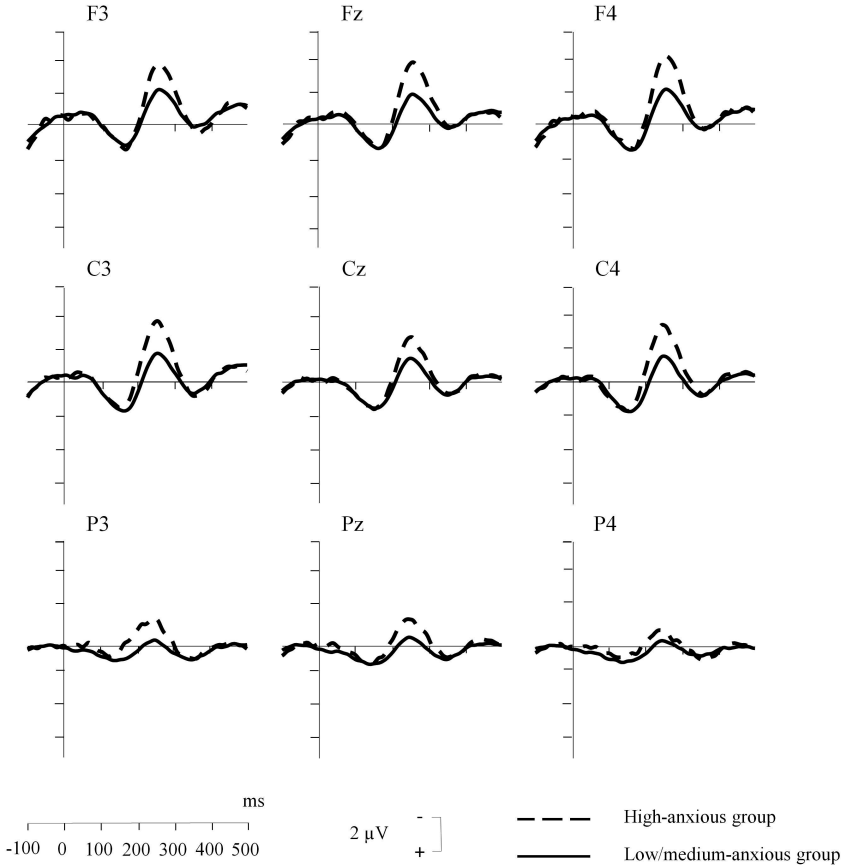 F3 Fz F4
C3 Cz C4
P3 Pz P4
ms
-100 0 100 200 300 400 500
2 µV
-
+
High-anxious group
Low/medium-anxious group